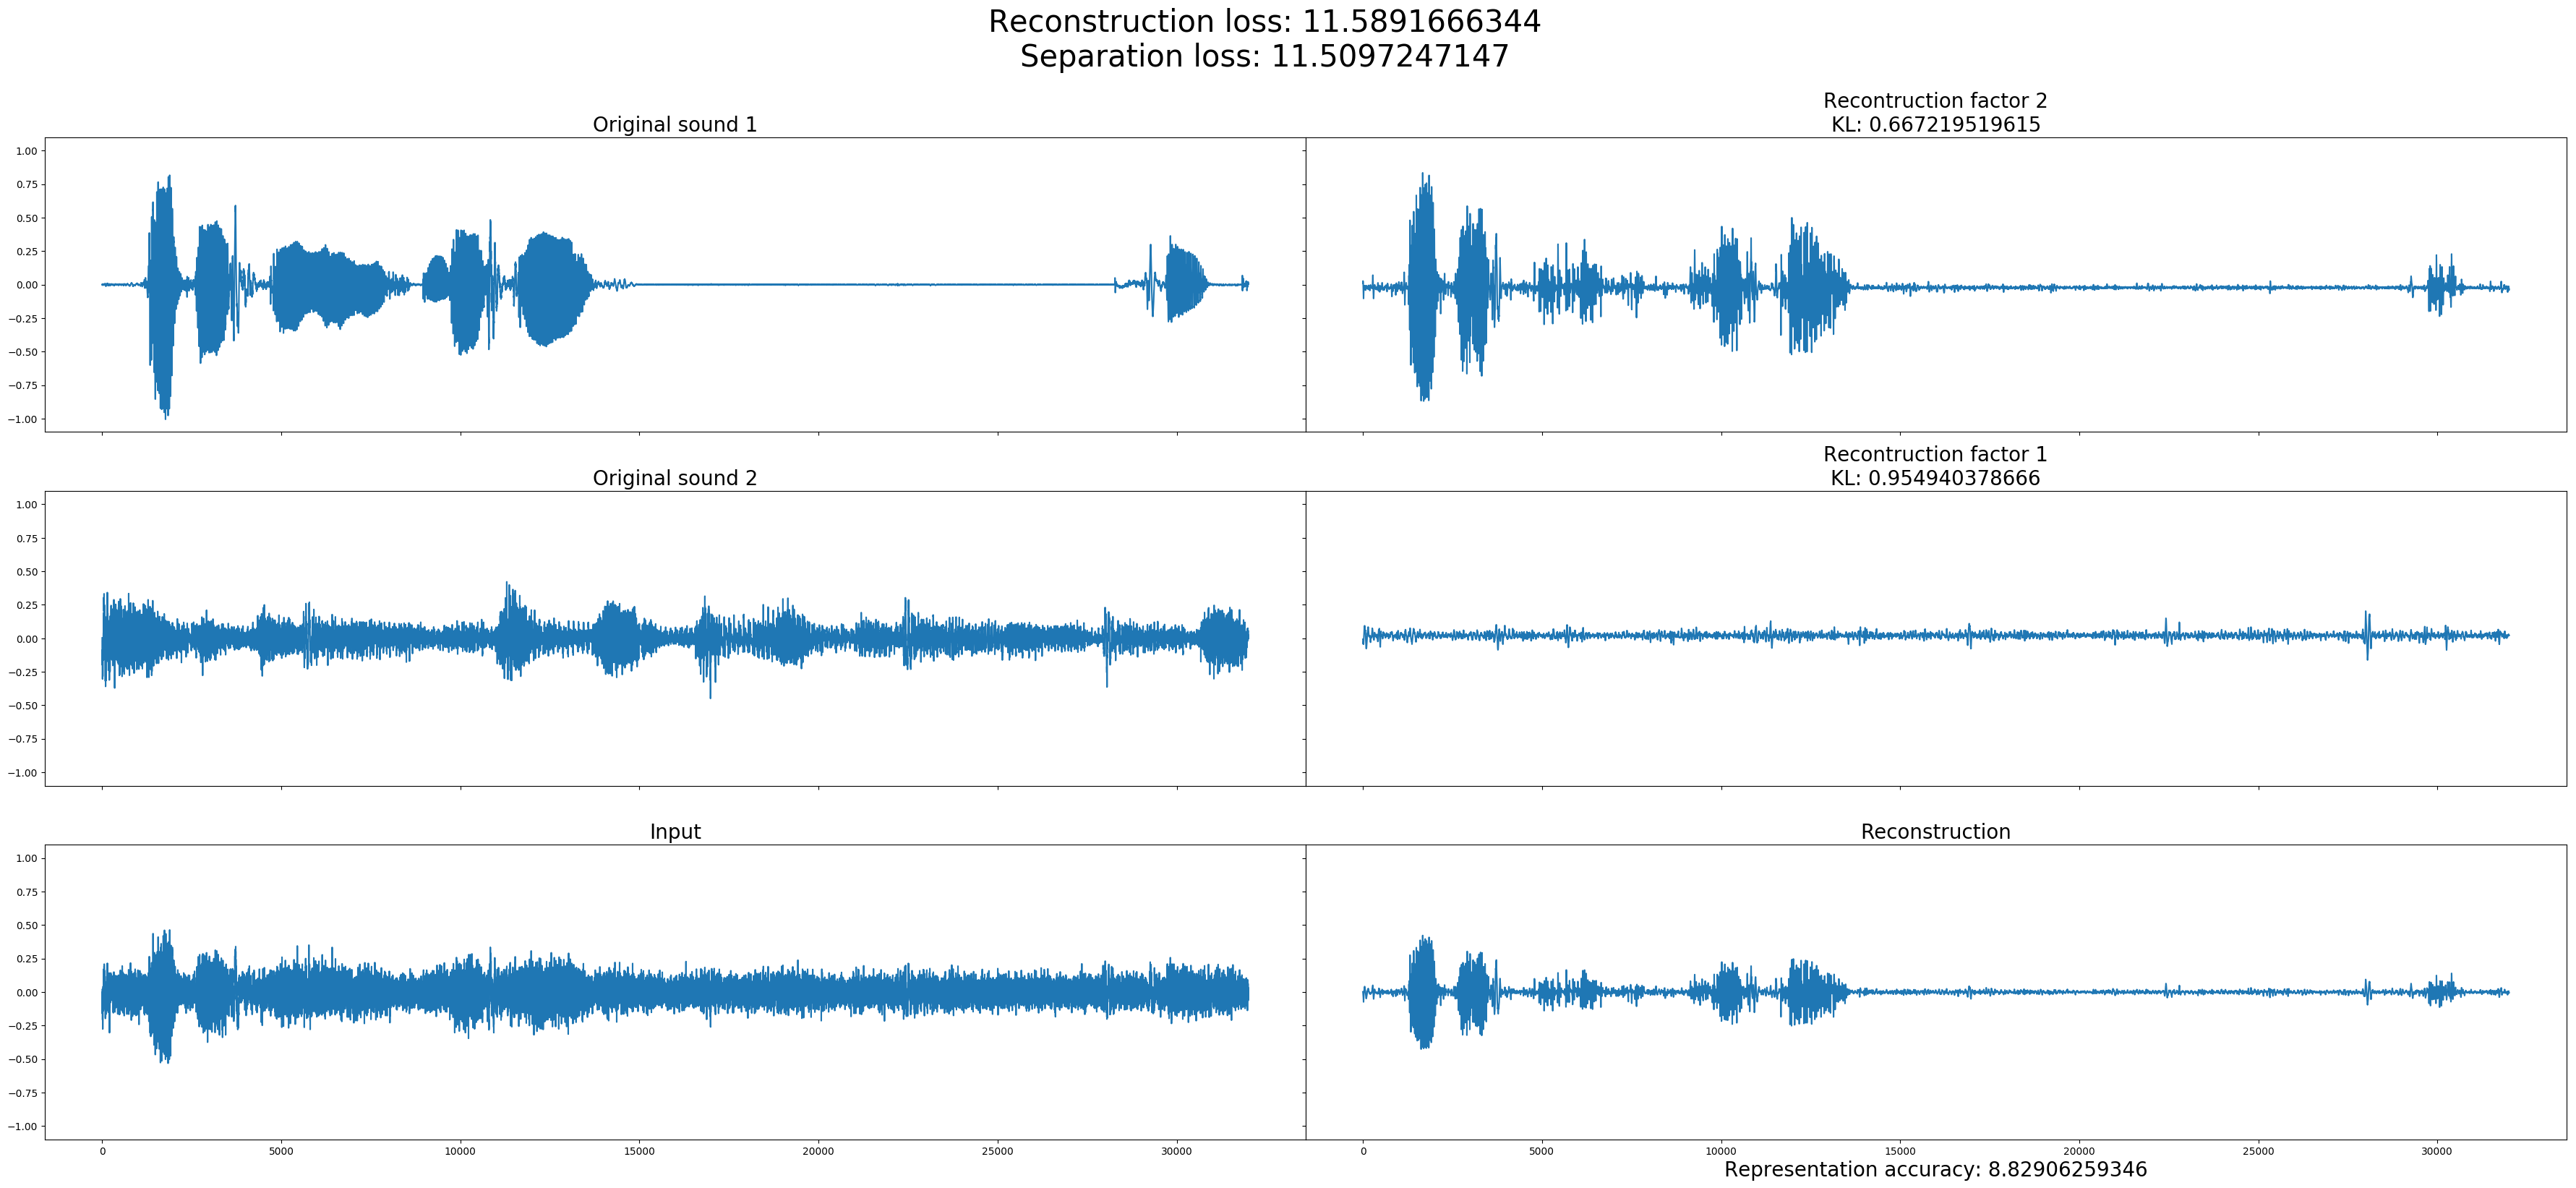 Reconstruction loss: 11.5891666344
Separation loss: 11.5097247147
Original sound 1
Recontruction factor 2
KL: 0.667219519615
1.00
0.75
0.50
0.25
0.00
−0.25
−0.50
−0.75
−1.00
Original sound 2
Recontruction factor 1
KL: 0.954940378666
1.00
0.75
0.50
0.25
0.00
−0.25
−0.50
−0.75
−1.00
Input
Reconstruction
1.00
0.75
0.50
0.25
0.00
−0.25
−0.50
−0.75
−1.00
0 5000 10000 15000 20000 25000 30000
0 5000 10000 15000 20000 25000 30000
Representation accuracy: 8.82906259346